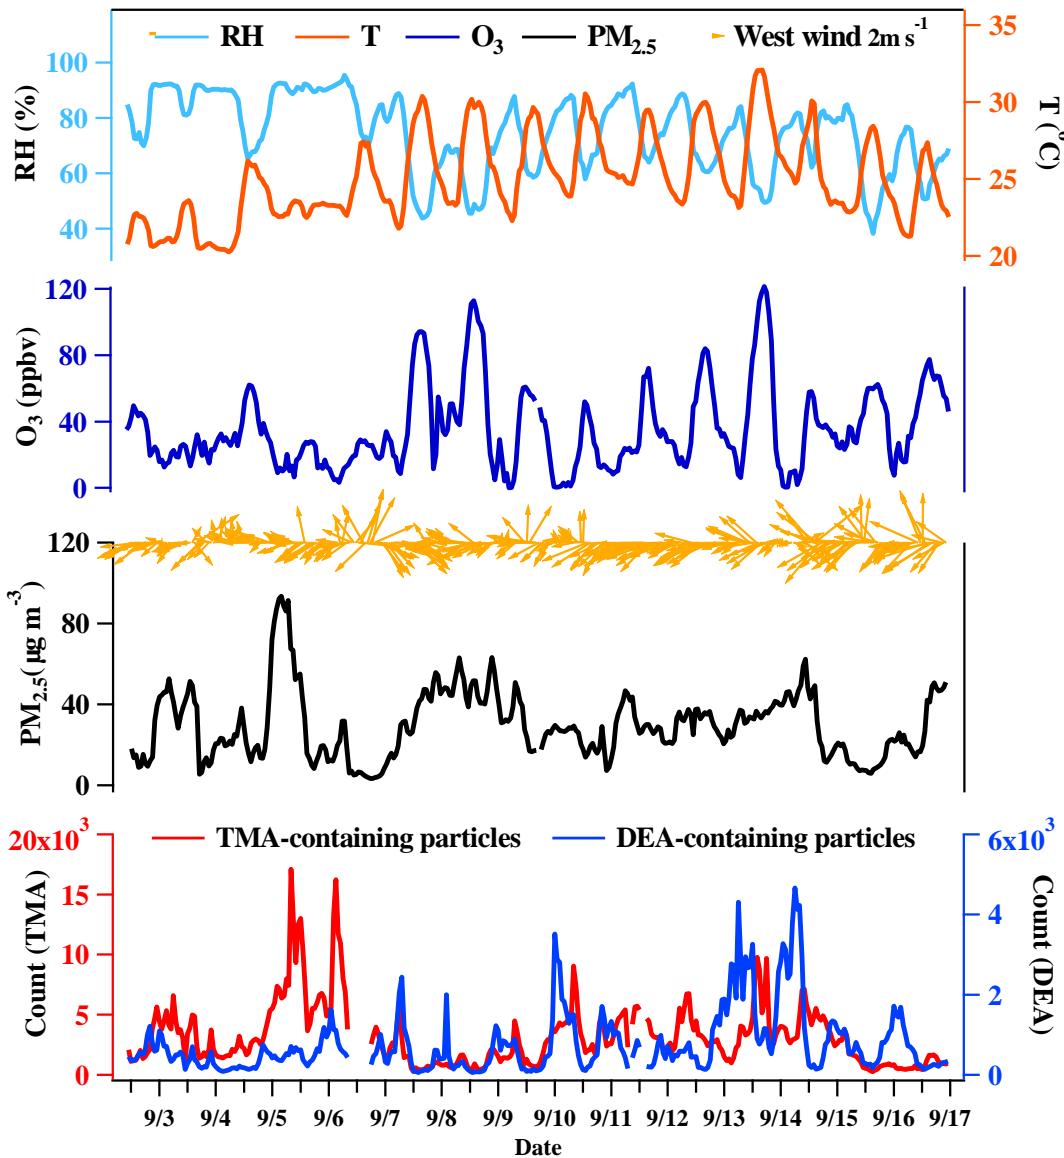 RH T O₃ PM₂.₅ West wind 2m s⁻¹
RH (%)
100
80
60
40
T (°C)
35
30
25
20
O₃ (ppbv)
120
80
40
0
PM₂.₅(µg m⁻³)
120
80
40
0
TMA-containing particles DEA-containing particles
Count (TMA)
20x10³
15
10
5
0
Count (DEA)
6x10³
4
2
0
9/3 9/4 9/5 9/6 9/7 9/8 9/9 9/10 9/11 9/12 9/13 9/14 9/16 9/16 9/17
Date